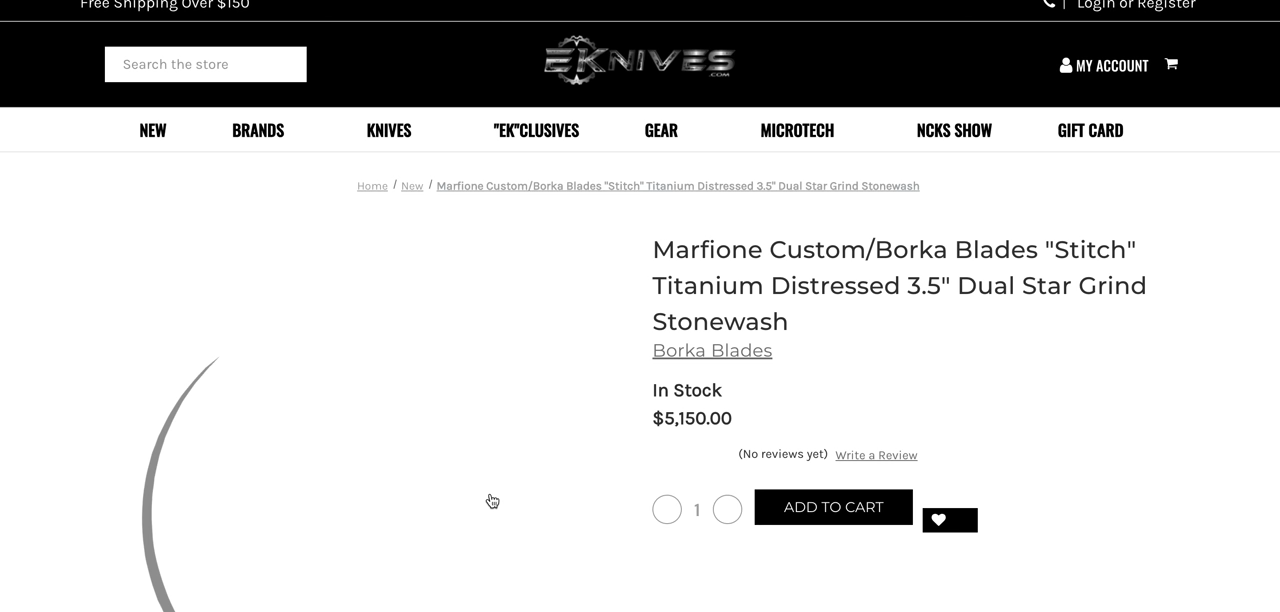 Free Shipping Over $150
| Login or Register
Search the store
EKNIVES
.COM
MY ACCOUNT
NEW BRANDS KNIVES "EK"CLUSIVES GEAR MICROTECH NCKS SHOW GIFT CARD
Home / New / Marfione Custom/Borka Blades "Stitch" Titanium Distressed 3.5" Dual Star Grind Stonewash
Marfione Custom/Borka Blades "Stitch"
Titanium Distressed 3.5" Dual Star Grind
Stonewash
Borka Blades
In Stock
$5,150.00
(No reviews yet) Write a Review
1 ADD TO CART